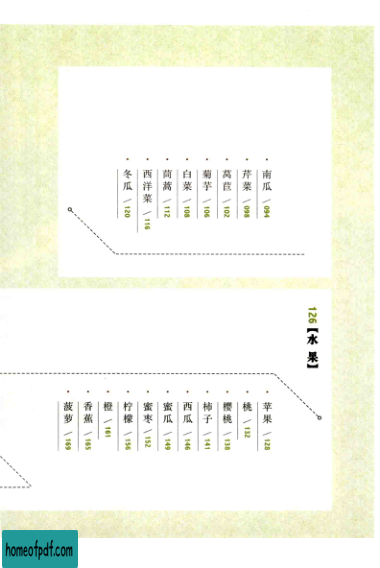 南瓜 \ 094
芹菜 \ 098
莴苣 \ 102
菊芋 \ 106
白菜 \ 108
茼蒿 \ 112
西洋菜 \ 116
冬瓜 \ 120
126【水果】
苹果 \ 128
桃 \ 132
樱桃 \ 138
柿子 \ 141
西瓜 \ 146
蜜瓜 \ 149
蜜枣 \ 152
柠檬 \ 156
橙 \ 161
香蕉 \ 165
菠萝 \ 169
homeofpdf.com